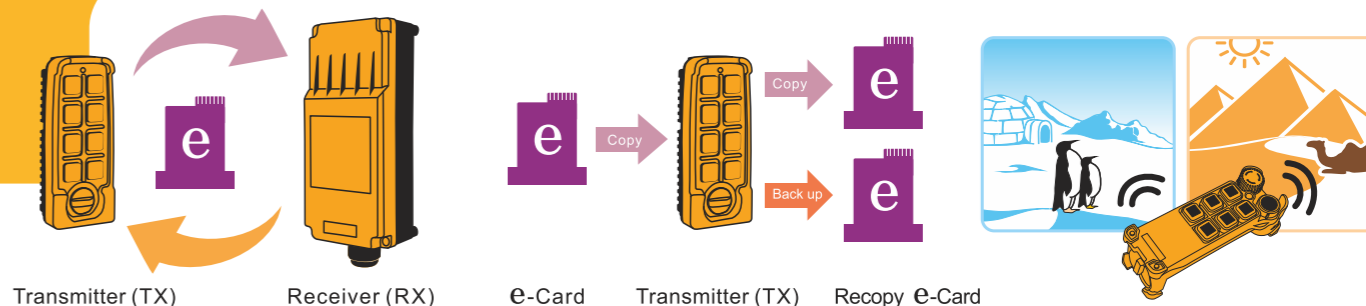 e
e
Copy
Copy
e
Back up
e
Transmitter (TX)
Receiver (RX)
e-Card
Transmitter (TX)
Recopy e-Card